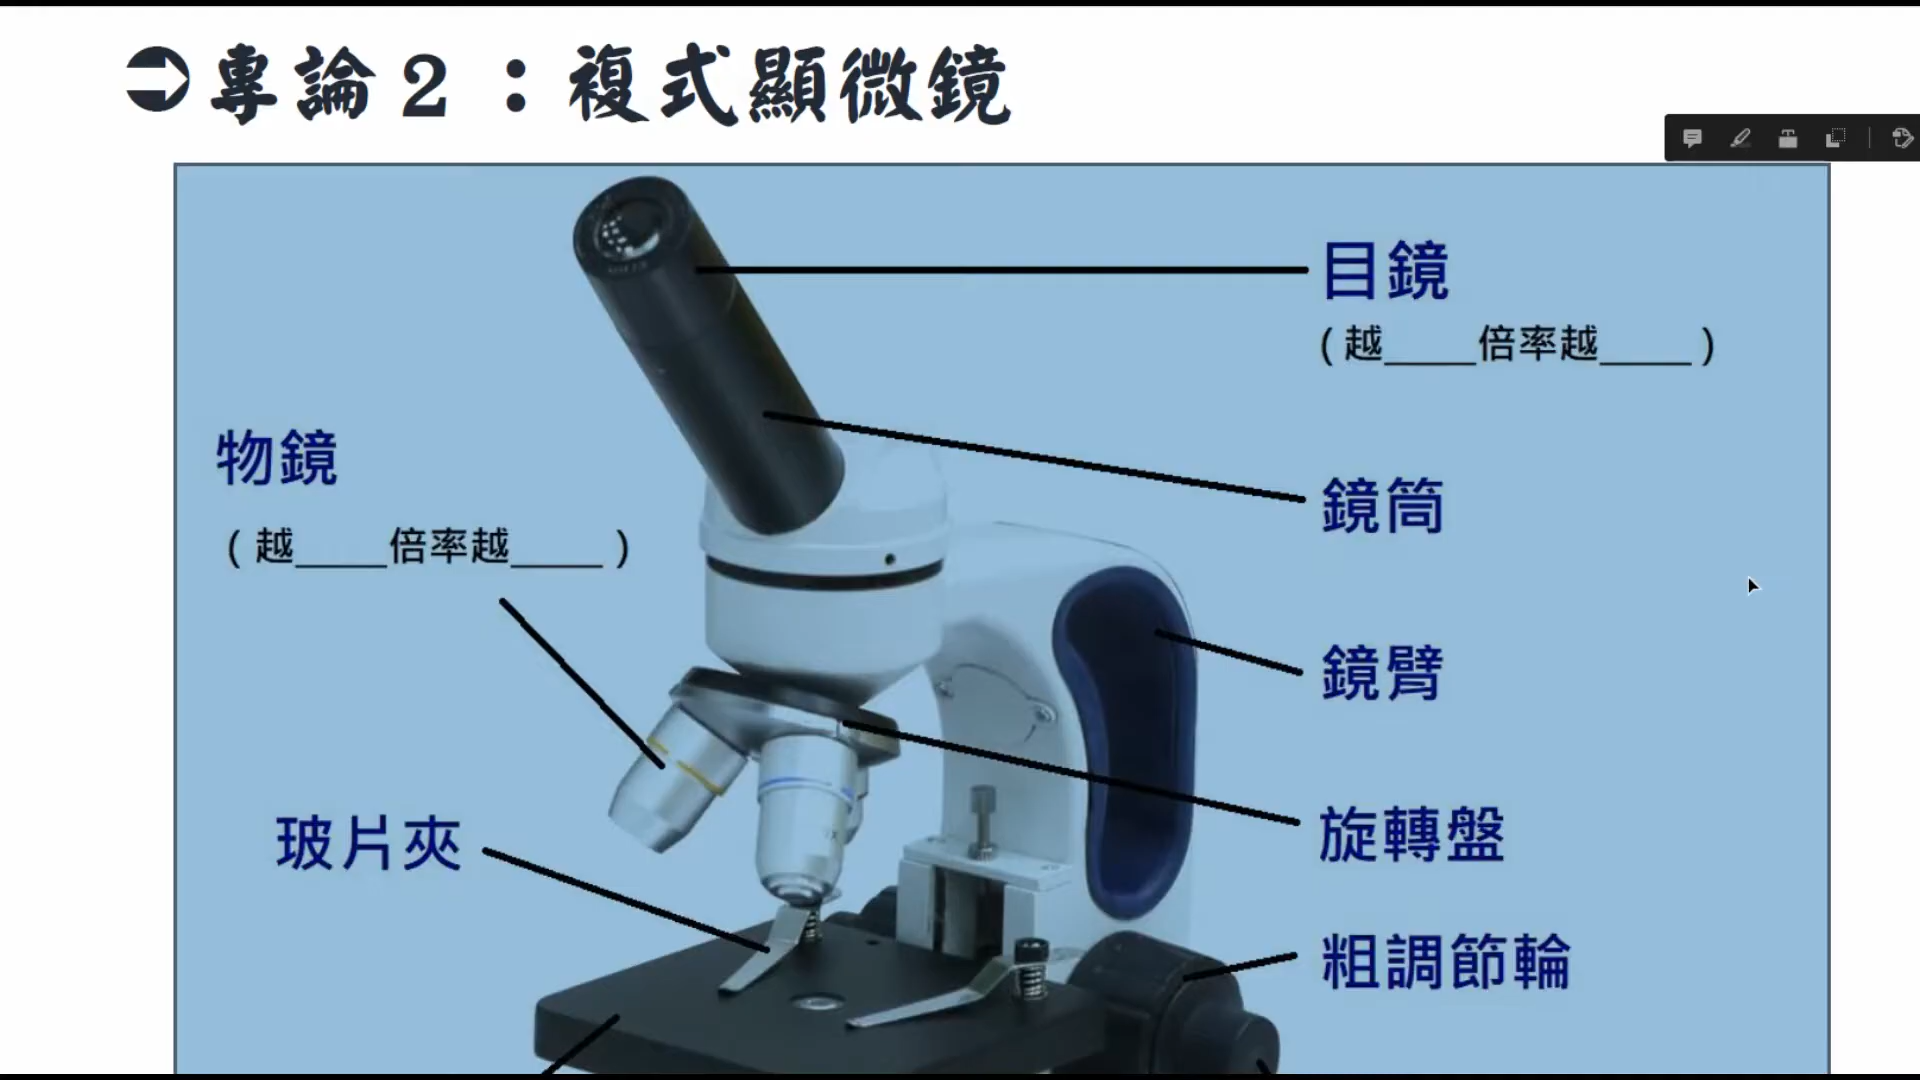 專論2：複式顯微鏡
目鏡
(越____倍率越____)
物鏡
(越____倍率越____)
鏡筒
鏡臂
旋轉盤
玻片夾
粗調節輪